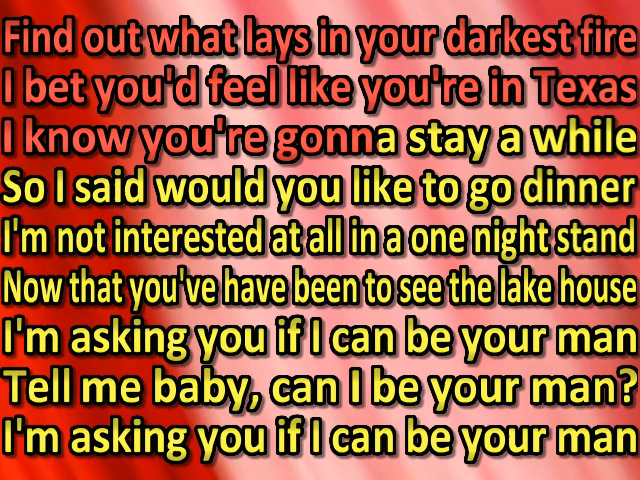 Find out what lays in your darkest fire
I bet you'd feel like you're in Texas
I know you're gonna stay a while
So I said would you like to go dinner
I'm not interested at all in a one night stand
Now that you've have been to see the lake house
I'm asking you if I can be your man
Tell me baby, can I be your man?
I'm asking you if I can be your man